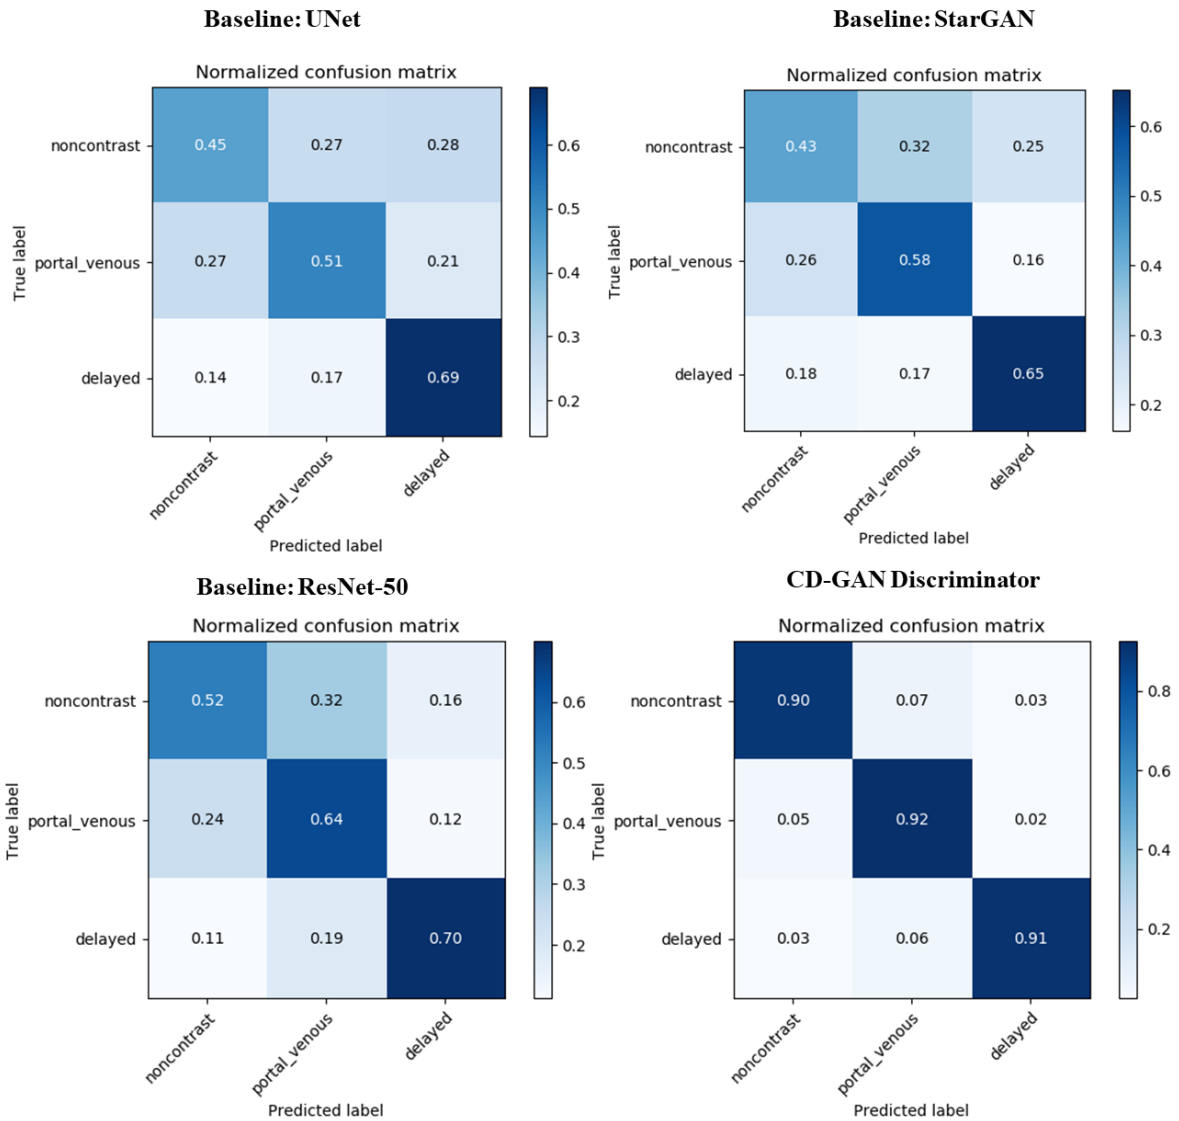 Baseline: UNet
Normalized confusion matrix
True label
noncontrast 0.45 0.27 0.28
portal_venous 0.27 0.51 0.21
delayed 0.14 0.17 0.69
noncontrast portal_venous delayed
Predicted label
0.6
0.5
0.4
0.3
0.2
Baseline: StarGAN
Normalized confusion matrix
True label
noncontrast 0.43 0.32 0.25
portal_venous 0.26 0.58 0.16
delayed 0.18 0.17 0.65
noncontrast portal_venous delayed
Predicted label
0.6
0.5
0.4
0.3
0.2
Baseline: ResNet-50
Normalized confusion matrix
True label
noncontrast 0.52 0.32 0.16
portal_venous 0.24 0.64 0.12
delayed 0.11 0.19 0.70
noncontrast portal_venous delayed
Predicted label
0.6
0.5
0.4
0.3
0.2
CD-GAN Discriminator
Normalized confusion matrix
True label
noncontrast 0.90 0.07 0.03
portal_venous 0.05 0.92 0.02
delayed 0.03 0.06 0.91
noncontrast portal_venous delayed
Predicted label
0.8
0.6
0.4
0.2